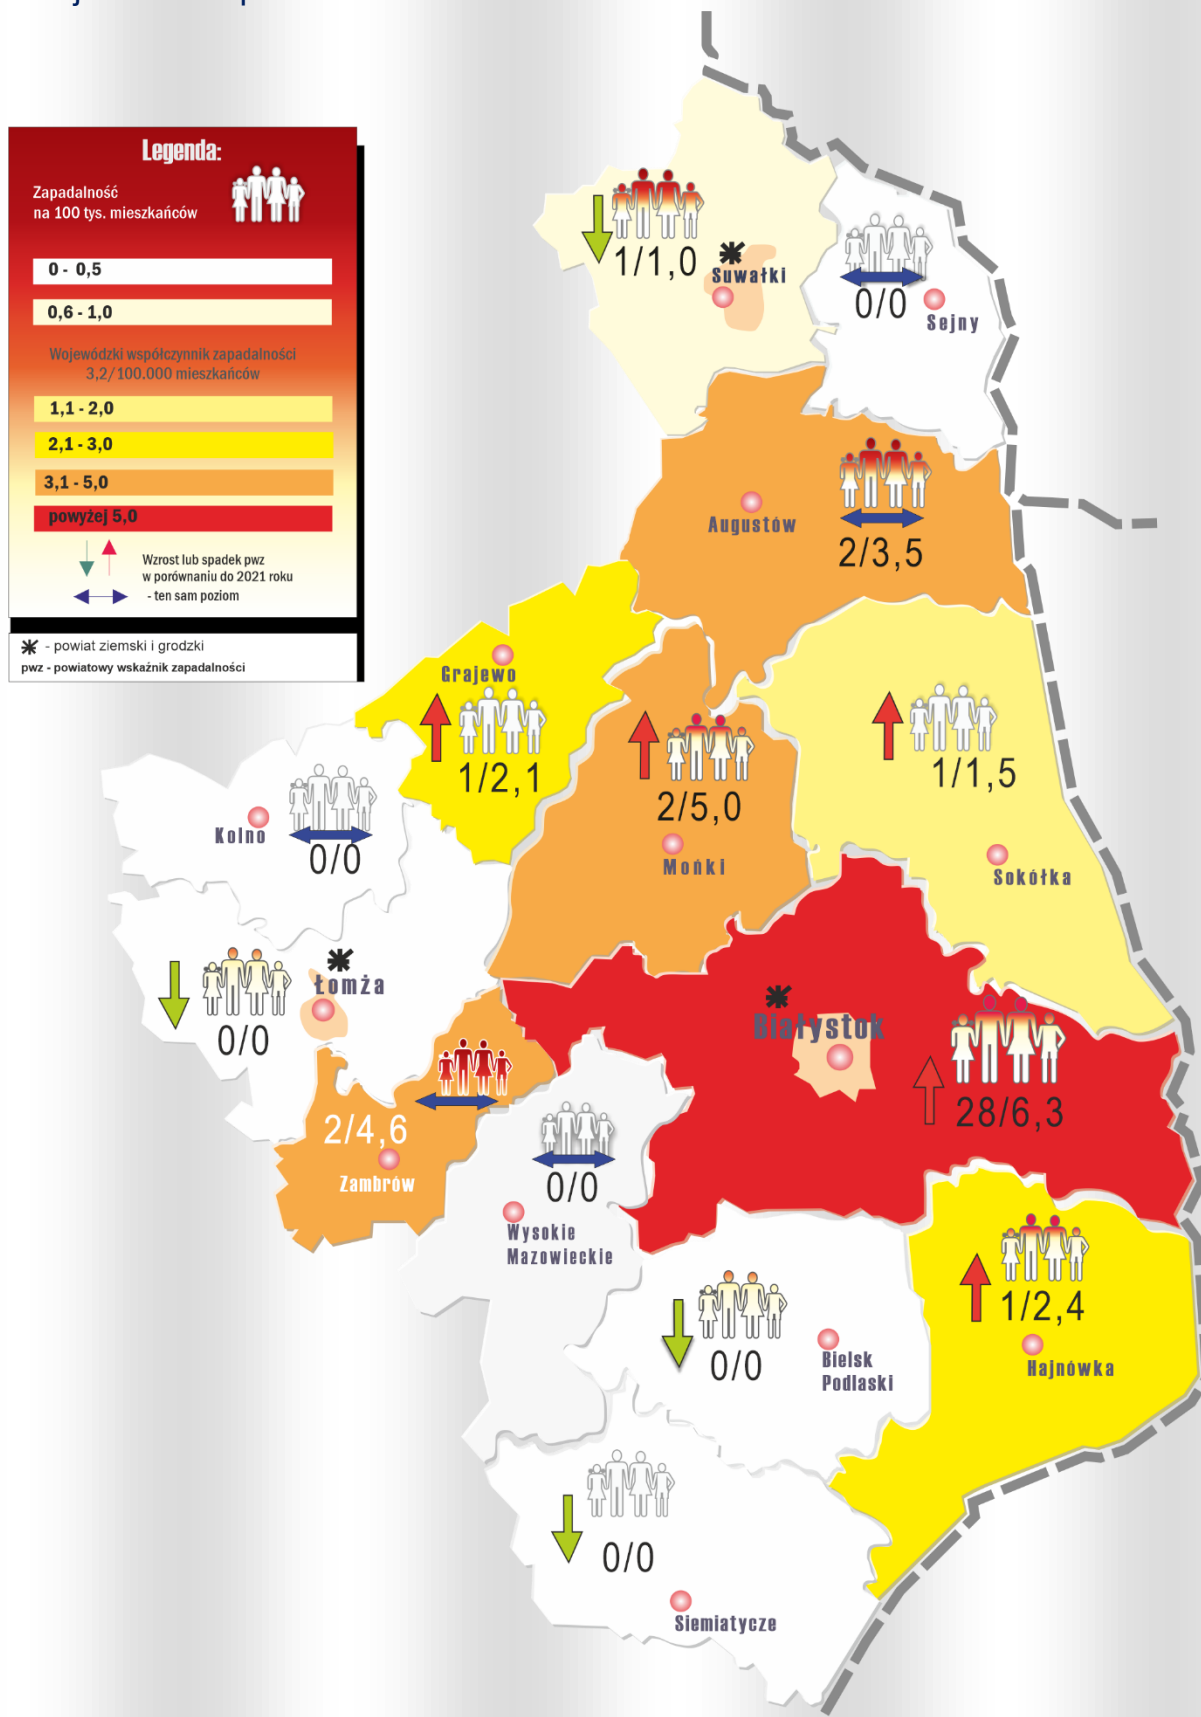 Legenda:
Zapadalność
na 100 tys. mieszkańców
0 - 0,5
0,6 - 1,0
Wojewódzki współczynnik zapadalności
3,2/100.000 mieszkańców
1,1 - 2,0
2,1 - 3,0
3,1 - 5,0
powyżej 5,0
Wzrost lub spadek pwz
w porównaniu do 2021 roku
- ten sam poziom
- powiat ziemski i grodzki
pwz - powiatowy wskaźnik zapadalności
1/1,0
Suwałki
0/0
Sejny
Augustów
2/3,5
Grajewo
1/2,1
2/5,0
Mońki
1/1,5
Sokółka
Kolno
0/0
Łomża
0/0
Białystok
28/6,3
2/4,6
Zambrów
0/0
Wysokie
Mazowieckie
1/2,4
Hajnówka
0/0
Bielsk
Podlaski
0/0
Siemiatycze